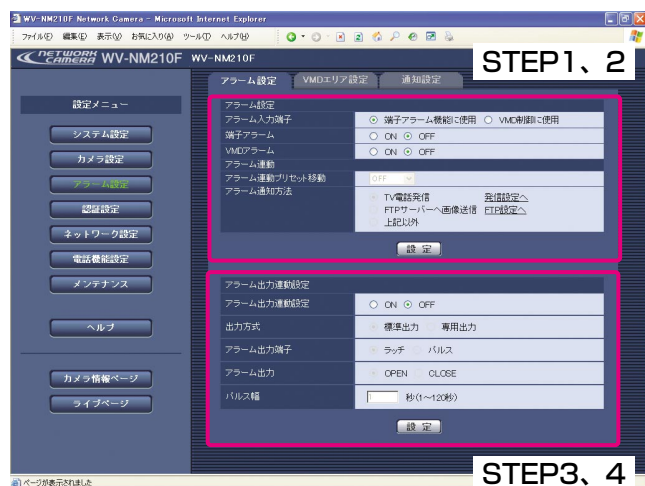 WV-NM210F Network Camera - Microsoft Internet Explorer
ファイル(F) 編集(E) 表示(V) お気に入り(A) ツール(T) ヘルプ(H)
NETWORK CAMERA WV-NM210F WV-NM210F
STEP1、2
アラーム設定 VMDエリア設定 通知設定
設定メニュー
システム設定
カメラ設定
アラーム設定
認証設定
ネットワーク設定
電話機能設定
メンテナンス
ヘルプ
カメラ情報ページ
ライブページ
アラーム設定
アラーム入力端子 端子アラーム機能に使用 VMD制御に使用
端子アラーム ON OFF
VMDアラーム ON OFF
アラーム連動
アラーム連動プリセット移動 OFF
アラーム通知方法 TV電話発信 発信設定へ
FTPサーバーへ画像送信 FTP設定へ
上記以外
設定
アラーム出力連動設定
アラーム出力連動設定 ON OFF
出力方式 標準出力 専用出力
アラーム出力端子 ラッチ パルス
アラーム出力 OPEN CLOSE
パルス幅 1 秒(1～120秒)
設定
STEP3、4
ページが表示されました